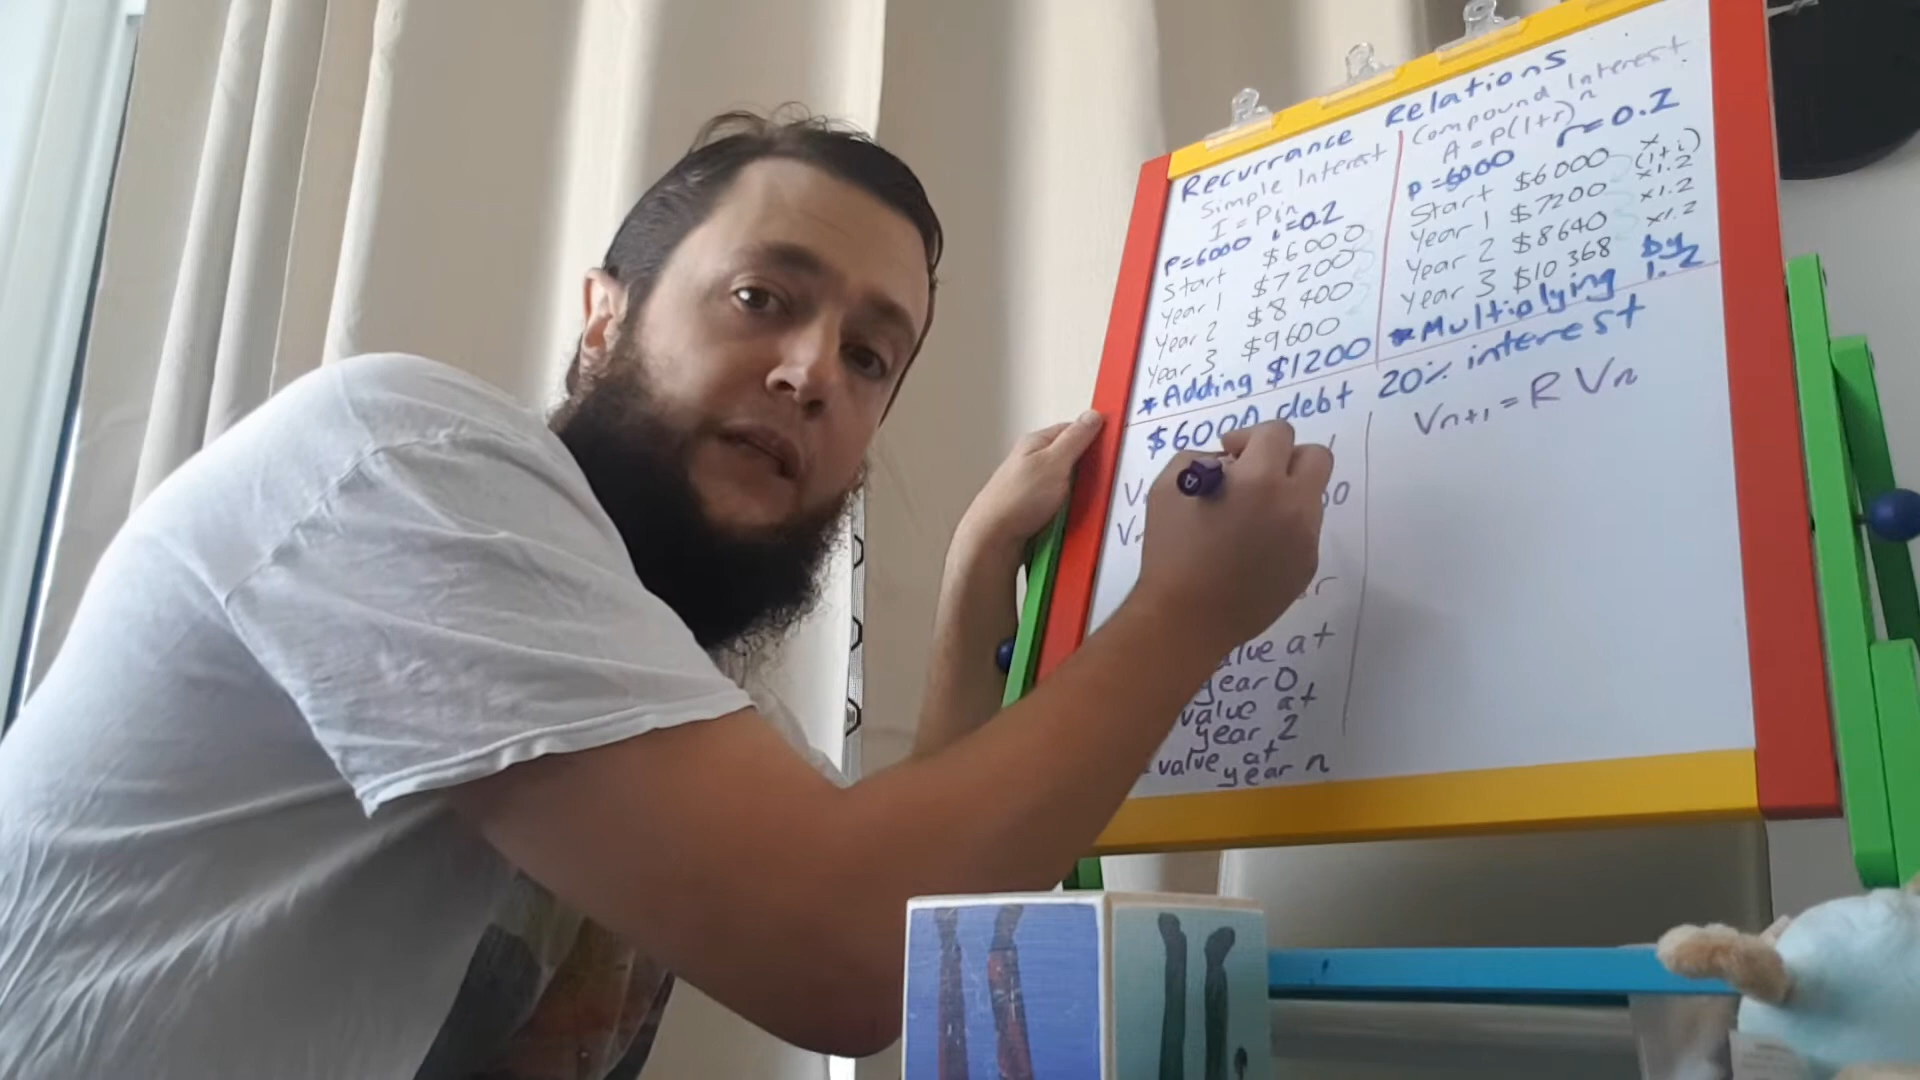 Recurrance Relations
Simple Interest
I = Pin
P=6000 i=0.2
Start $6000
Year 1 $7200
Year 2 $8400
Year 3 $9600
*Adding $1200
Compound Interest
A = P(1+r)^n
P=6000 r=0.2
Start $6000 x(1+i)
Year 1 $7200 x1.2
Year 2 $8640 x1.2
Year 3 $10 368 x1.2
*Multiplying by 1.2
$6000 debt 20% interest
value at
year 0
value at
year 2
value at
year n
Vn+1 = R Vn